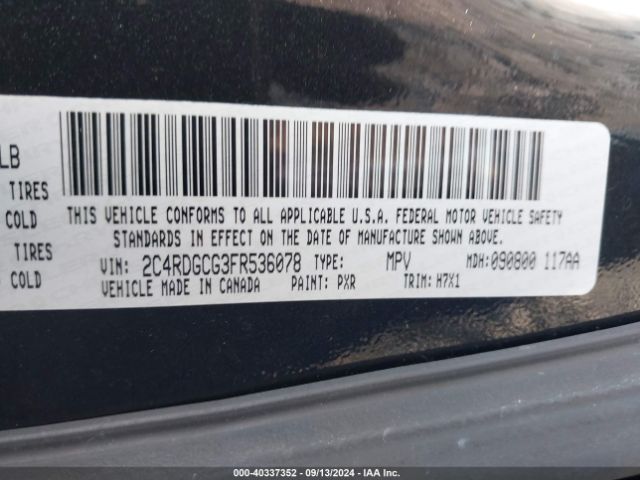 LB
TIRES
COLD
TIRES
COLD
THIS VEHICLE CONFORMS TO ALL APPLICABLE U.S.A. FEDERAL MOTOR VEHICLE SAFETY
STANDARDS IN EFFECT ON THE DATE OF MANUFACTURE SHOWN ABOVE.
VIN: 2C4RDGCG3FR536078 TYPE: MPV MDH: 090800 117AA
VEHICLE MADE IN CANADA PAINT: PXR TRIM: H7X1
000-40337352 - 09/13/2024 - IAA Inc.